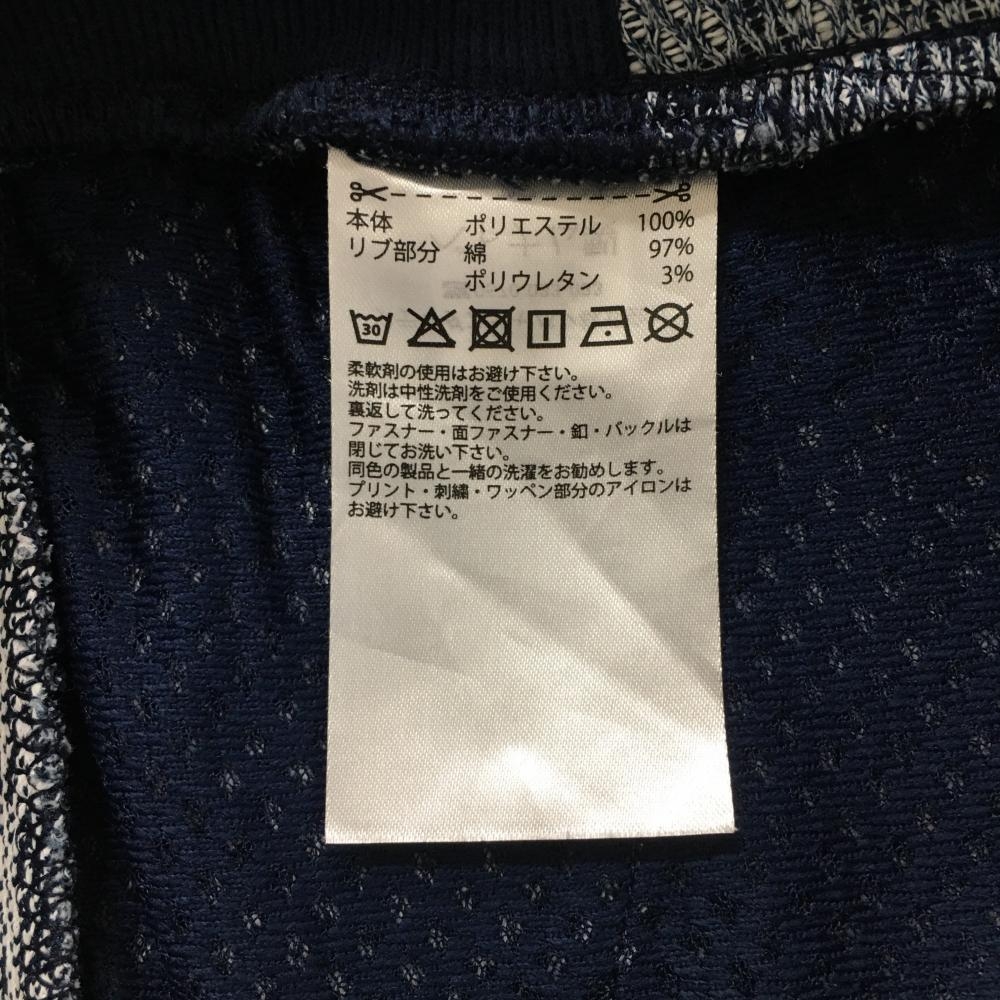 本体 ポリエステル 100%
リブ部分 綿 97%
ポリウレタン 3%
30
柔軟剤の使用はお避け下さい。
洗剤は中性洗剤をご使用ください。
裏返して洗ってください。
ファスナー・面ファスナー・釦・バックルは
閉じてお洗い下さい。
同色の製品と一緒の洗濯をお勧めします。
プリント・刺繍・ワッペン部分のアイロンは
お避け下さい。